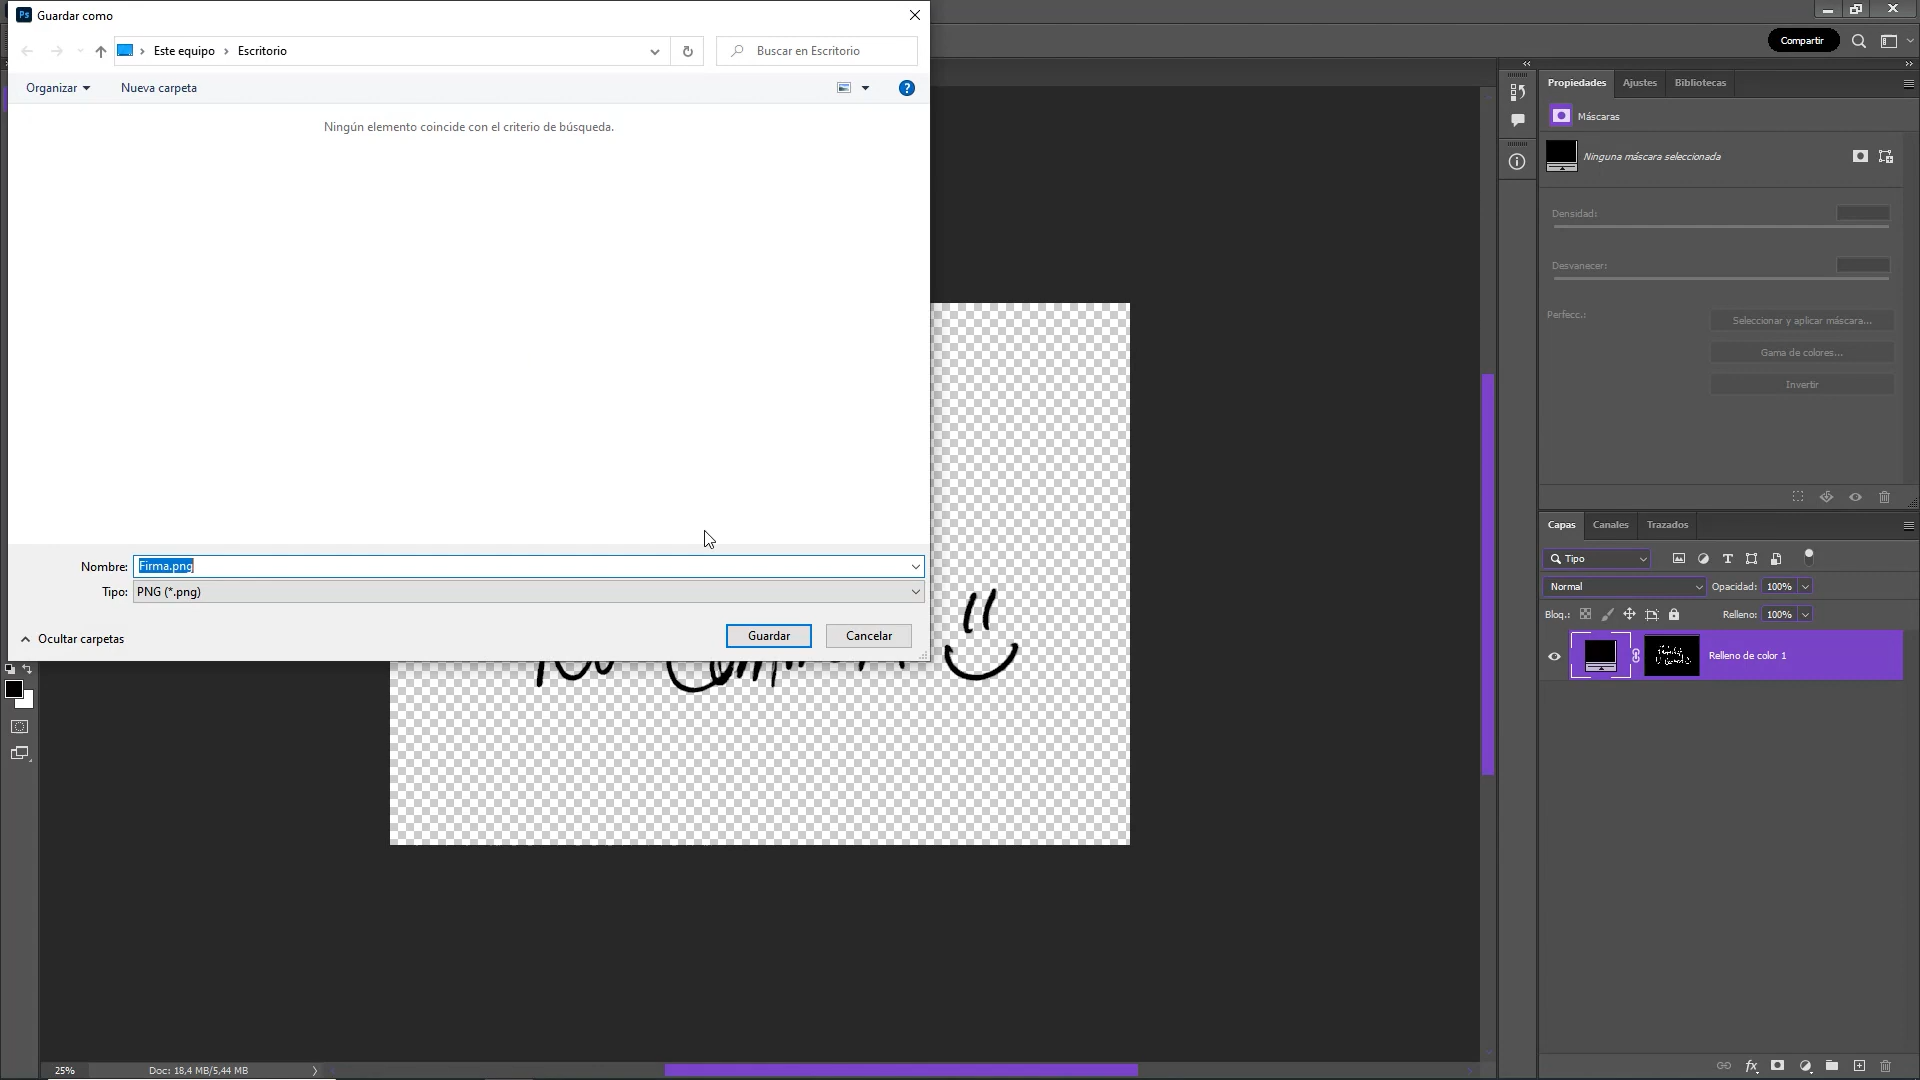 Guardar como
Este equipo
Escritorio
Buscar en Escritorio
Organizar
Nueva carpeta
Ningún elemento coincide con el criterio de búsqueda.
Nombre: Firma.png
Tipo: PNG (*.png)
Ocultar carpetas
Guardar
Cancelar
25%
Doc: 18,4 MB/5,44 MB
Compartir
Propiedades
Ajustes
Bibliotecas
Máscaras
Ninguna máscara seleccionada
Densidad:
Desvanecer:
Perfecc.:
Seleccionar y aplicar máscara...
Gama de colores...
Invertir
Capas
Canales
Trazados
Tipo
Normal
Opacidad: 100%
Bloq.:
Relleno: 100%
Relleno de color 1